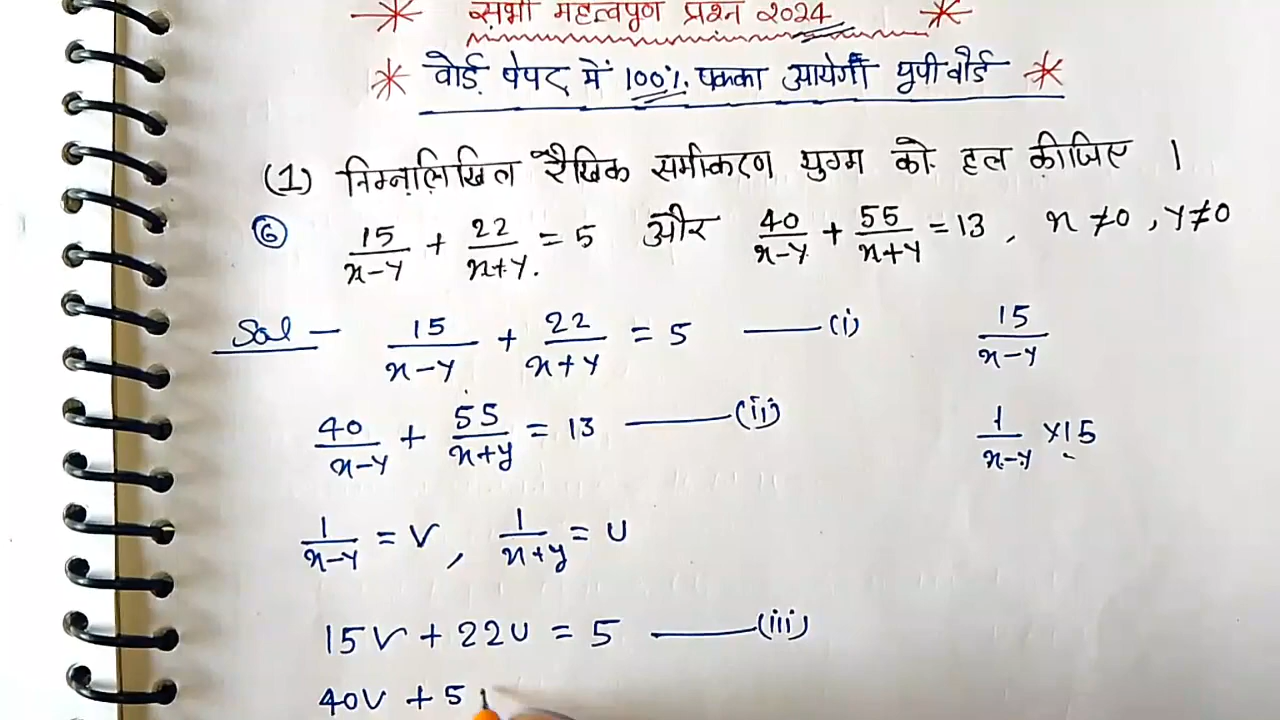 सभी महत्वपूर्ण प्रश्न 2024
वोर्ड पेपर में 100% पक्का आयेगी यूपी वोर्ड
(1) निम्नलिखित रैखिक समीकरण युग्म को हल कीजिए ।
(6) 15/(x-y) + 22/(x+y) = 5 और 40/(x-y) + 55/(x+y) = 13, x ≠ 0, y ≠ 0
Sol — 15/(x-y) + 22/(x+y) = 5 —— (i)
15/(x-y)
40/(x-y) + 55/(x+y) = 13 —— (ii)
1/(x-y) ×15
1/(x-y) = V, 1/(x+y) = U
15V + 22U = 5 —— (iii)
40V + 5